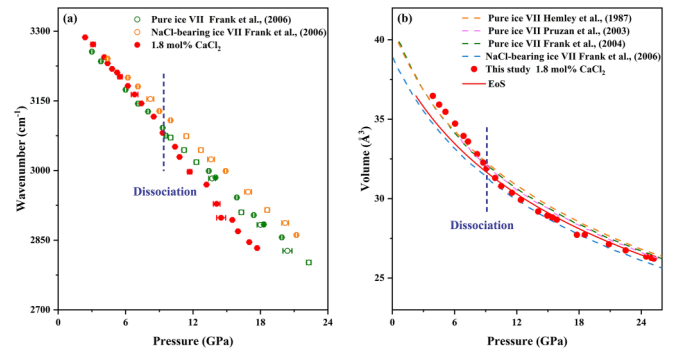 (a)
Pure ice VII Frank et al., (2006)
NaCl-bearing ice VII Frank et al., (2006)
1.8 mol% CaCl₂
3300
3150
3000
2850
2700
Wavenumber (cm⁻¹)
Dissociation
0 6 12 18 24
Pressure (GPa)
(b)
Pure ice VII Hemley et al., (1987)
Pure ice VII Pruzan et al., (2003)
Pure ice VII Frank et al., (2004)
NaCl-bearing ice VII Frank et al., (2006)
This study 1.8 mol% CaCl₂
EoS
40
35
30
25
Volume (Å³)
Dissociation
0 6 12 18 24
Pressure (GPa)